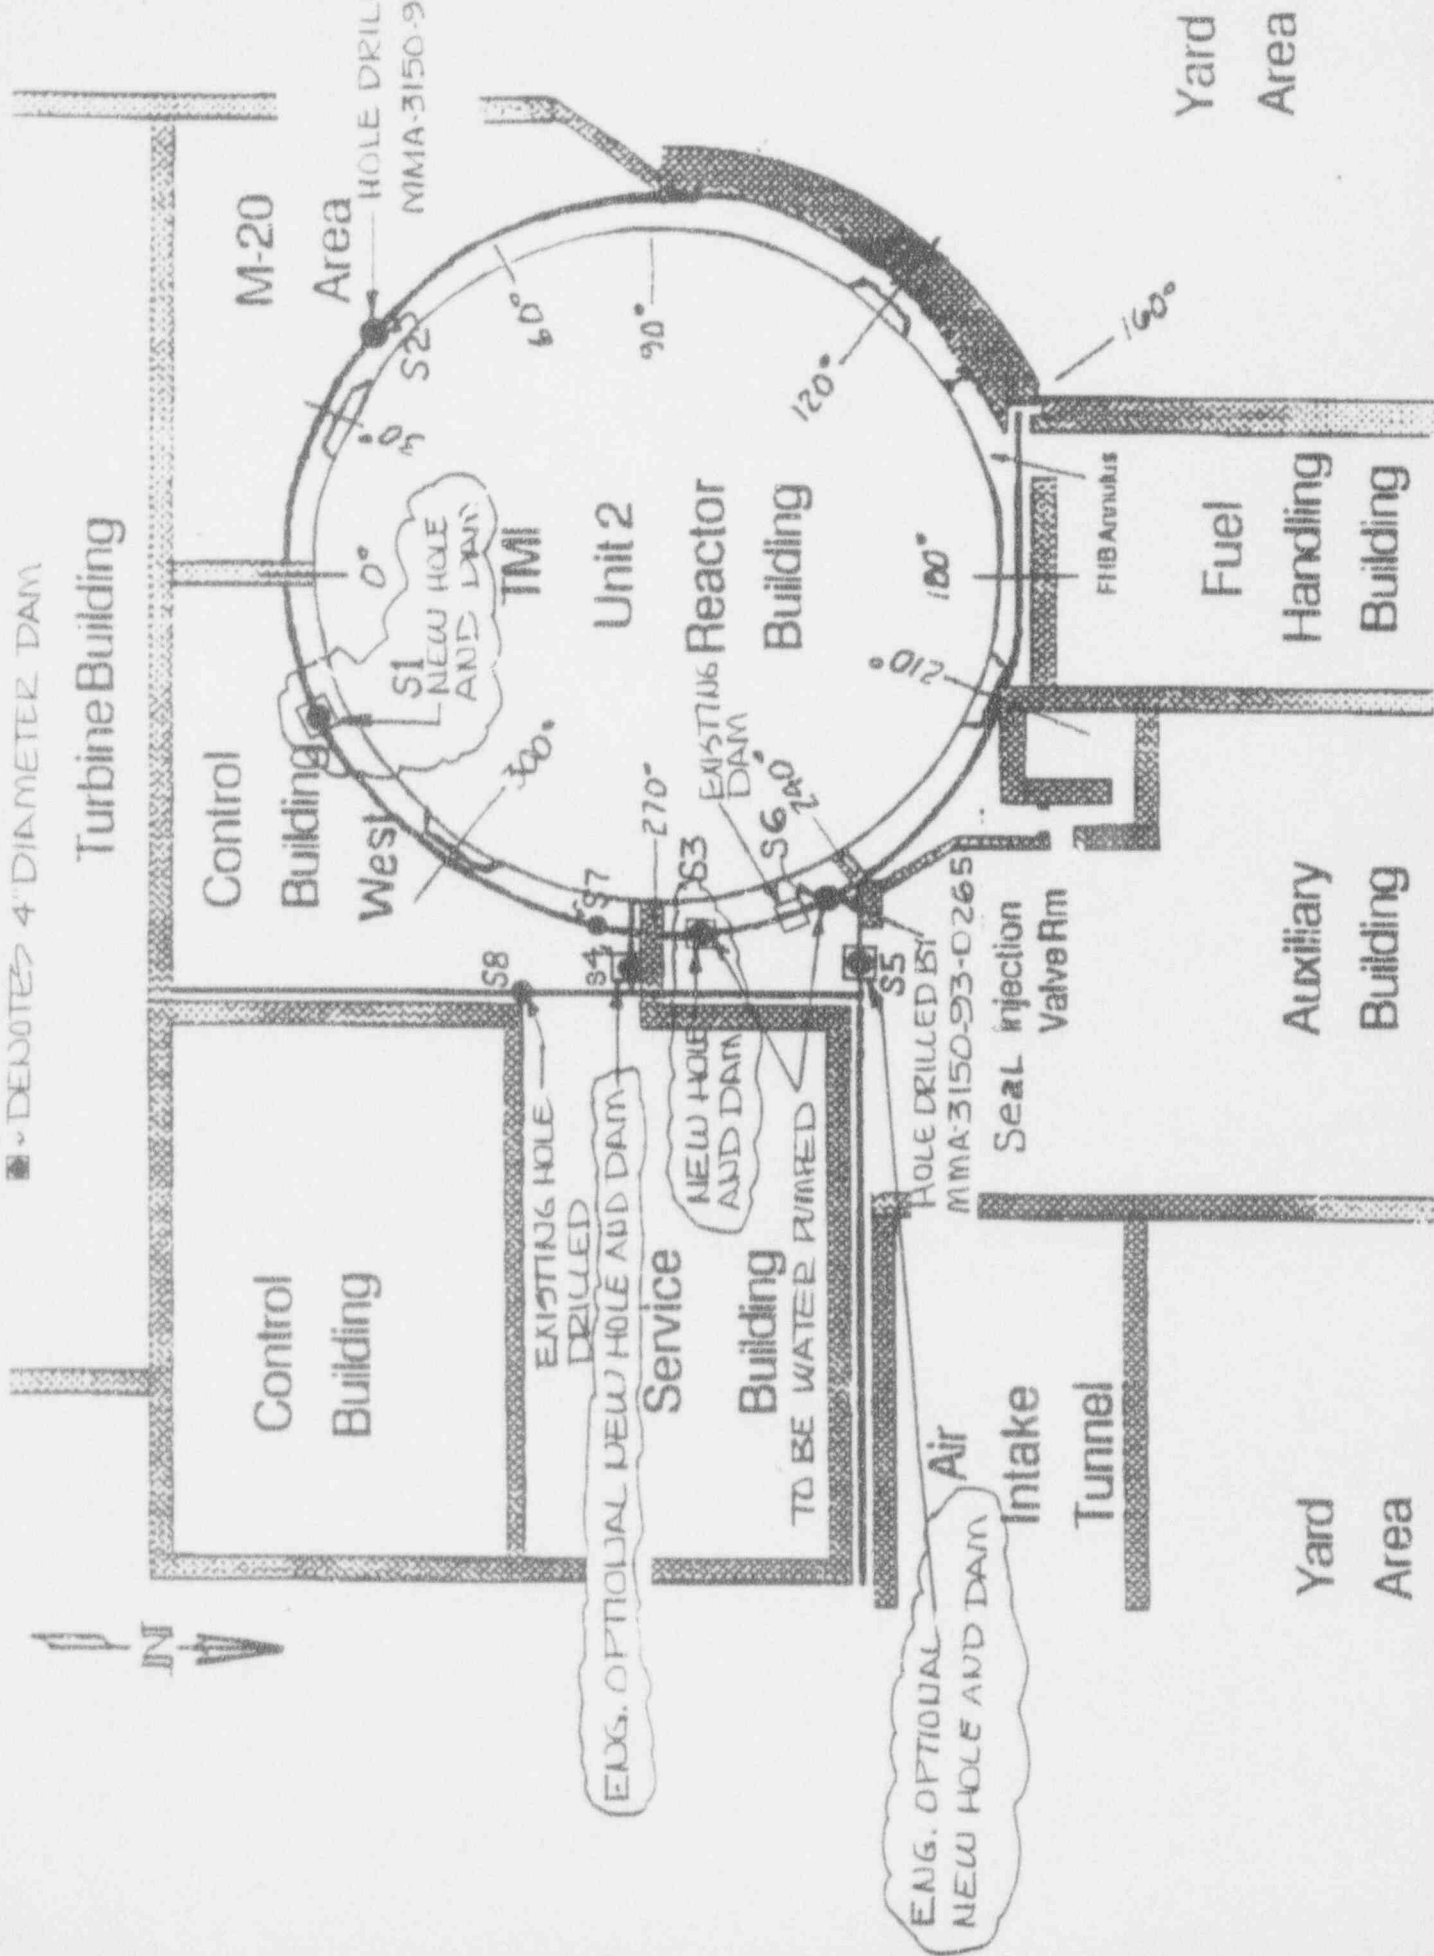 ■ - DENOTES 4" DIAMETER DAM
Turbine Building
M-20
Area
HOLE DRIL
MMA-3150-9
S2
Control
Building
West
Control
Building
N
S1
NEW HOLE
AND DAM
0°
30°
60°
90°
120°
160°
180°
210°
240°
270°
300°
TMI
Unit 2
Reactor
Building
EXISTING
DAM
S6
S3
S7
S4
S8
S5
EXISTING HOLE
DRILLED
ENG. OPTIONAL NEW HOLE AND DAM
NEW HOLE
AND DAM
Service
Building
TO BE WATER PUMPED
HOLE DRILLED BY
MMA-3150-93-0265
Seal Injection
Valve Rm
ENG. OPTIONAL
NEW HOLE AND DAM
Air
Intake
Tunnel
Auxiliary
Building
FHB Annulus
Fuel
Handling
Building
Yard
Area
Yard
Area